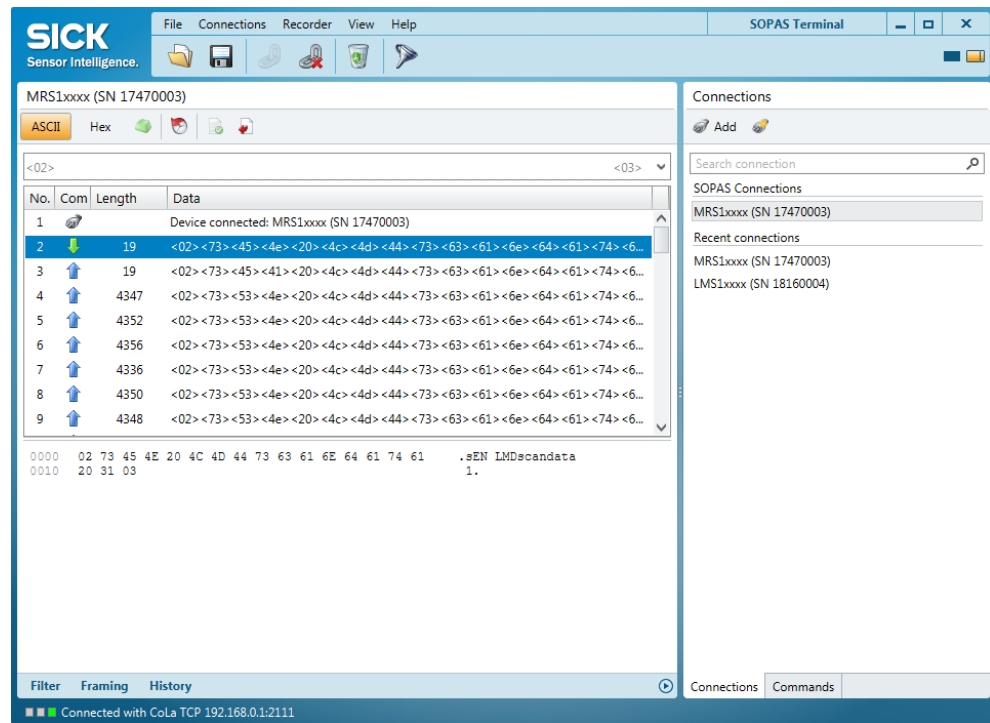 SICK
Sensor Intelligence.
File Connections Recorder View Help
SOPAS Terminal
MRS1xxxx (SN 17470003)
ASCII Hex
<02> <03>
No. Com Length Data
1 Device connected: MRS1xxxx (SN 17470003)
2 19 <02><73><45><4e><20><4c><4d><44><73><63><61><6e><64><61><74><6...
3 19 <02><73><45><41><20><4c><4d><44><73><63><61><6e><64><61><74><6...
4 4347 <02><73><53><4e><20><4c><4d><44><73><63><61><6e><64><61><74><6...
5 4352 <02><73><53><4e><20><4c><4d><44><73><63><61><6e><64><61><74><6...
6 4356 <02><73><53><4e><20><4c><4d><44><73><63><61><6e><64><61><74><6...
7 4336 <02><73><53><4e><20><4c><4d><44><73><63><61><6e><64><61><74><6...
8 4350 <02><73><53><4e><20><4c><4d><44><73><63><61><6e><64><61><74><6...
9 4348 <02><73><53><4e><20><4c><4d><44><73><63><61><6e><64><61><74><6...
0000 02 73 45 4E 20 4C 4D 44 73 63 61 6E 64 61 74 61 .sEN LMDscandata
0010 20 31 03 1.
Filter Framing History
Connected with CoLa TCP 192.168.0.1:2111
Connections
Add
Search connection
SOPAS Connections
MRS1xxxx (SN 17470003)
Recent connections
MRS1xxxx (SN 17470003)
LMS1xxxx (SN 18160004)
Connections Commands